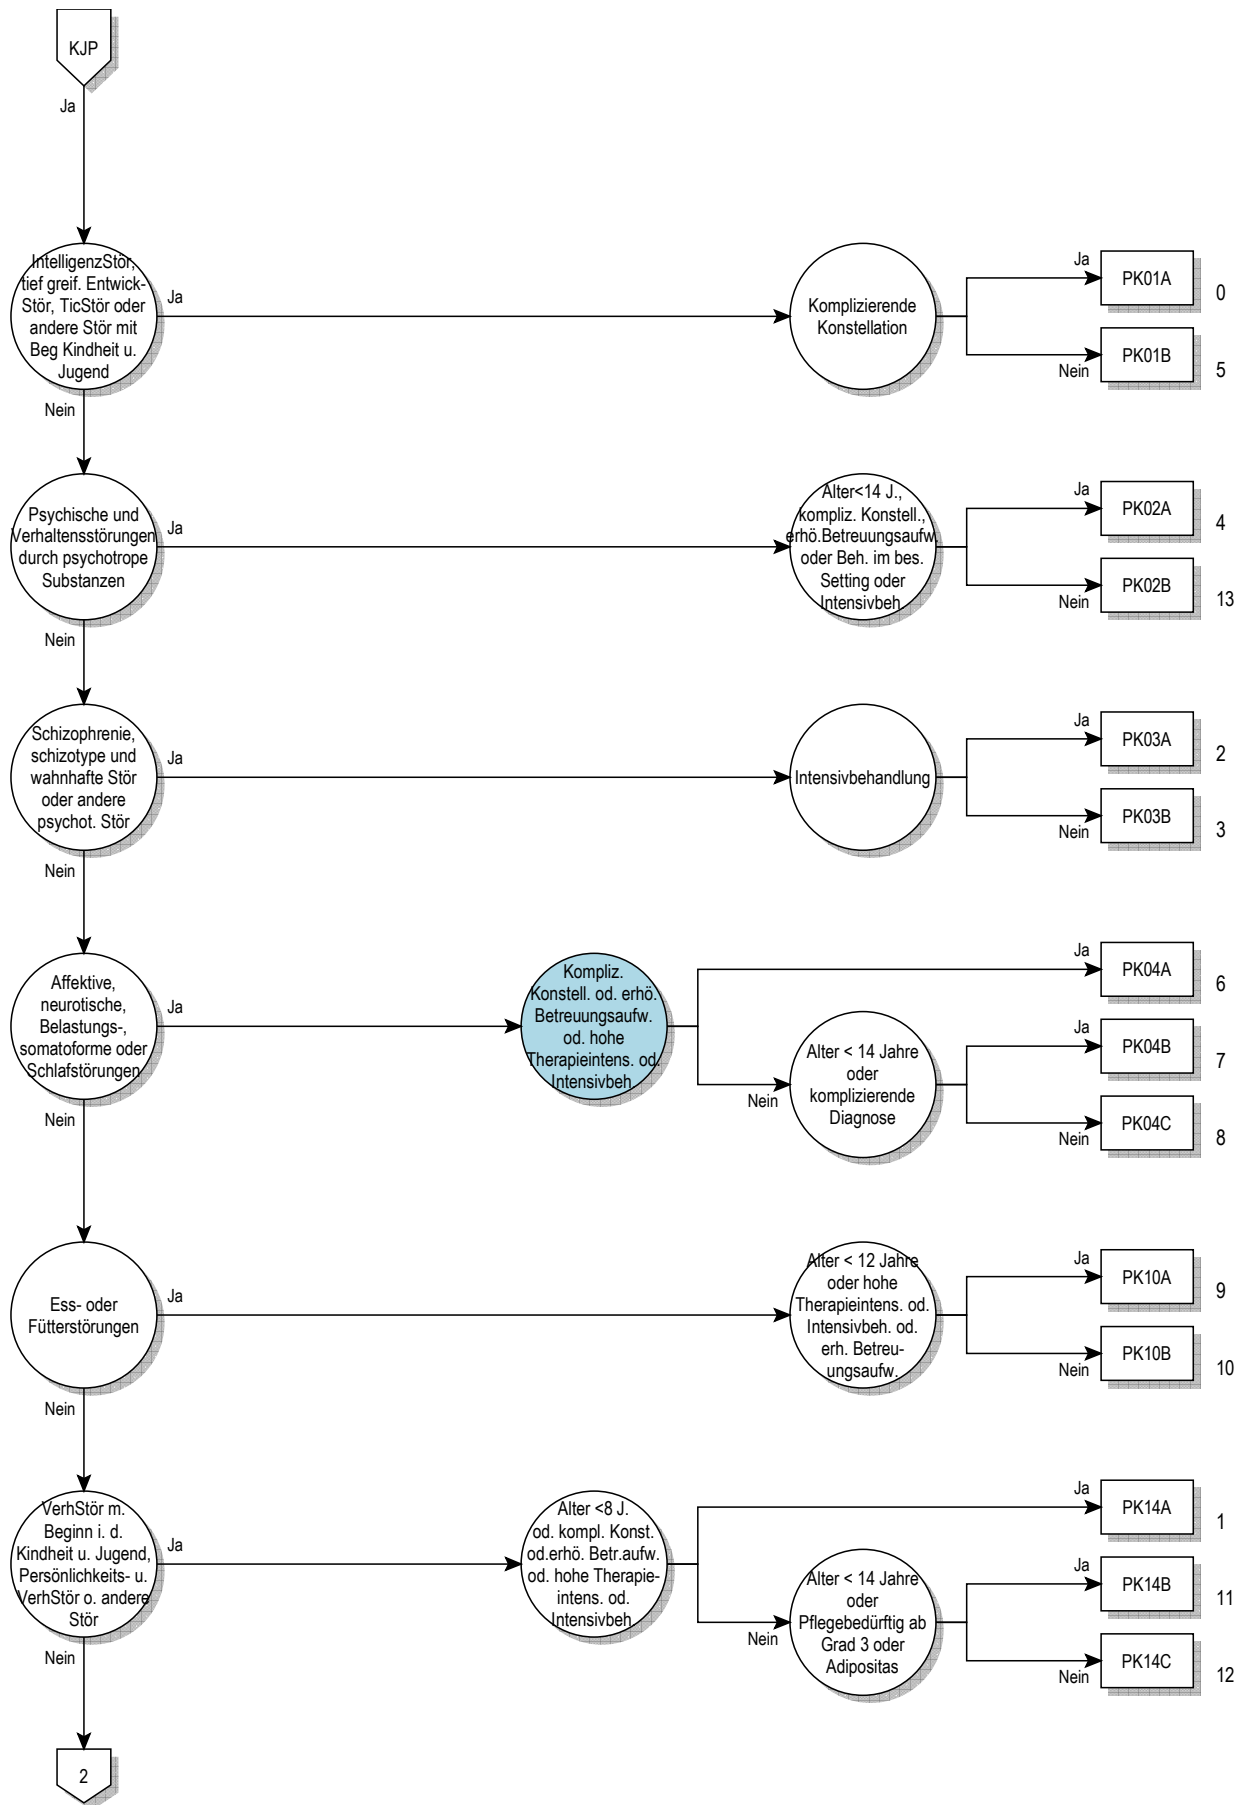 KJP
Ja
IntelligenzStör,
tief greif. Entwick-
Stör, TicStör oder
andere Stör mit
Beg Kindheit u.
Jugend
Ja
Komplizierende
Konstellation
Ja
PK01A
0
Nein
PK01B
5
Nein
Psychische und
Verhaltensstörungen
durch psychotrope
Substanzen
Ja
Alter<14 J.,
kompliz. Konstell.,
erhö.Betreuungsaufw.
oder Beh. im bes.
Setting oder
Intensivbeh.
Ja
PK02A
4
Nein
PK02B
13
Nein
Schizophrenie,
schizotype und
wahnhafte Stör
oder andere
psychot. Stör
Ja
Intensivbehandlung
Ja
PK03A
2
Nein
PK03B
3
Nein
Affektive,
neurotische,
Belastungs-,
somatoforme oder
Schlafstörungen
Ja
Kompliz.
Konstell. od. erhö.
Betreuungsaufw.
od. hohe
Therapieintens. od.
Intensivbeh.
Ja
PK04A
6
Nein
Alter < 14 Jahre
oder
komplizierende
Diagnose
Ja
PK04B
7
Nein
PK04C
8
Nein
Ess- oder
Fütterstörungen
Ja
Alter < 12 Jahre
oder hohe
Therapieintens. od.
Intensivbeh. od.
erh. Betreu-
ungsaufw.
Ja
PK10A
9
Nein
PK10B
10
Nein
VerhStör m.
Beginn i. d.
Kindheit u. Jugend,
Persönlichkeits- u.
VerhStör o. andere
Stör
Ja
Alter <8 J.
od. kompl. Konst.
od.erhö. Betr.aufw.
od. hohe Therapie-
intens. od.
Intensivbeh.
Ja
PK14A
1
Nein
Alter < 14 Jahre
oder
Pflegebedürftig ab
Grad 3 oder
Adipositas
Ja
PK14B
11
Nein
PK14C
12
Nein
2